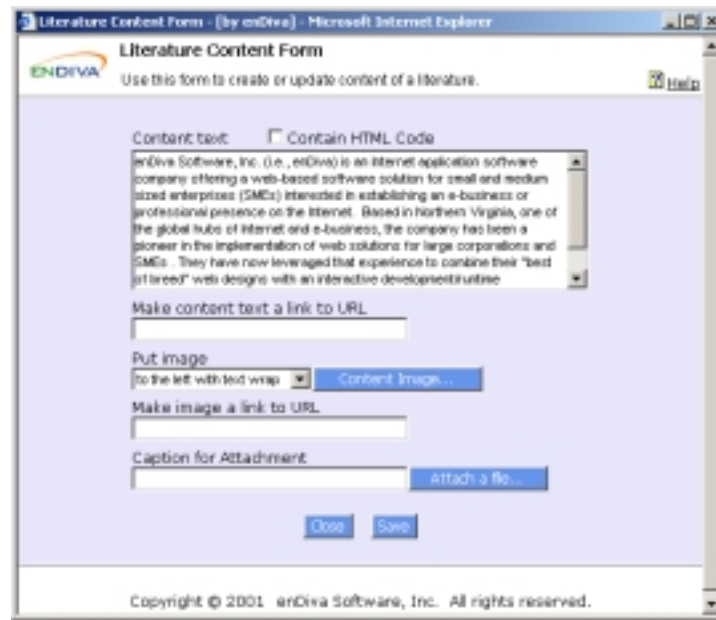 Literature Content Form - [by enDiva] - Microsoft Internet Explorer
ENDIVA
Literature Content Form
Use this form to create or update content of a literature.
Help
Content text Contain HTML Code
enDiva Software, Inc. (i.e., enDiva) is an internet application software
company offering a web-based software solution for small and medium
sized enterprises (SMEs) interested in establishing an e-business or
professional presence on the Internet. Based in Northern Virginia, one of
the global hubs of Internet and e-business, the company has been a
pioneer in the implementation of web solutions for large corporations and
SMEs. They have now leveraged that experience to combine their "best
of breed" web designs with an interactive development/runtime
Make content text a link to URL
Put image
to the left with text wrap Content Image...
Make image a link to URL
Caption for Attachment
Attach a file...
Close Save
Copyright © 2001 enDiva Software, Inc. All rights reserved.